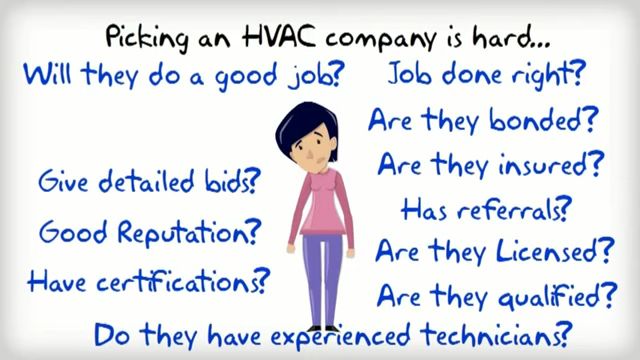 Picking an HVAC company is hard...
Will they do a good job?
Job done right?
Are they bonded?
Are they insured?
Give detailed bids?
Has referrals?
Good Reputation?
Are they Licensed?
Have certifications?
Are they qualified?
Do they have experienced technicians?